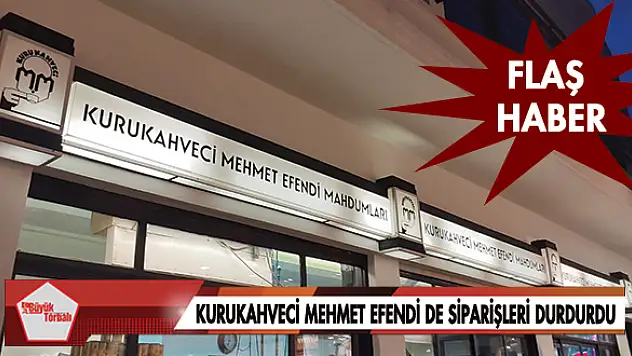 FLAŞ
HABER
KURUKAHVECİ
KURUKAHVECİ MEHMET EFENDİ MAHDUMLARI
KURUKAHVECİ MEHMET EFENDİ MAHDUMLARI
Büyük
Torbalı
KURUKAHVECİ MEHMET EFENDİ DE SİPARİŞLERİ DURDURDU